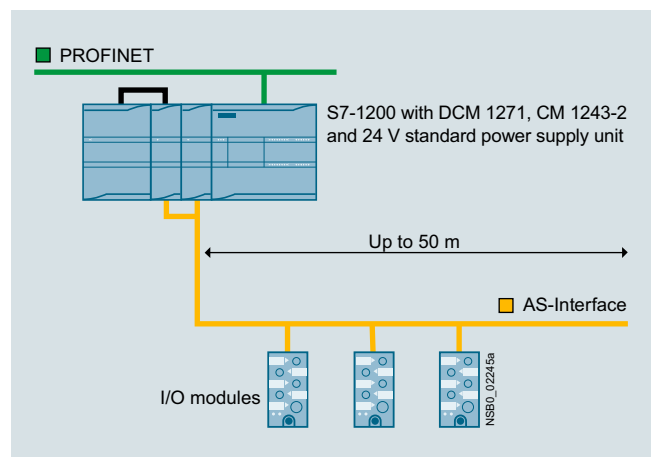 PROFINET
S7-1200 with DCM 1271, CM 1243-2
and 24 V standard power supply unit
Up to 50 m
AS-Interface
I/O modules
NSB0_02245a